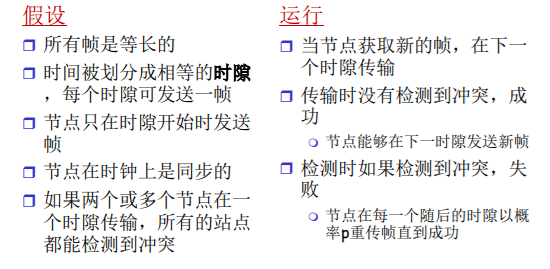 假设
所有帧是等长的
时间被划分成相等的时隙
，每个时隙可发送一帧
节点只在时隙开始时发送
帧
节点在时钟上是同步的
如果两个或多个节点在一
个时隙传输，所有的站点
都能检测到冲突
运行
当节点获取新的帧，在下一
个时隙传输
传输时没有检测到冲突，成
功
节点能够在下一时隙发送新帧
检测时如果检测到冲突，失
败
节点在每一个随后的时隙以概
率p重传帧直到成功